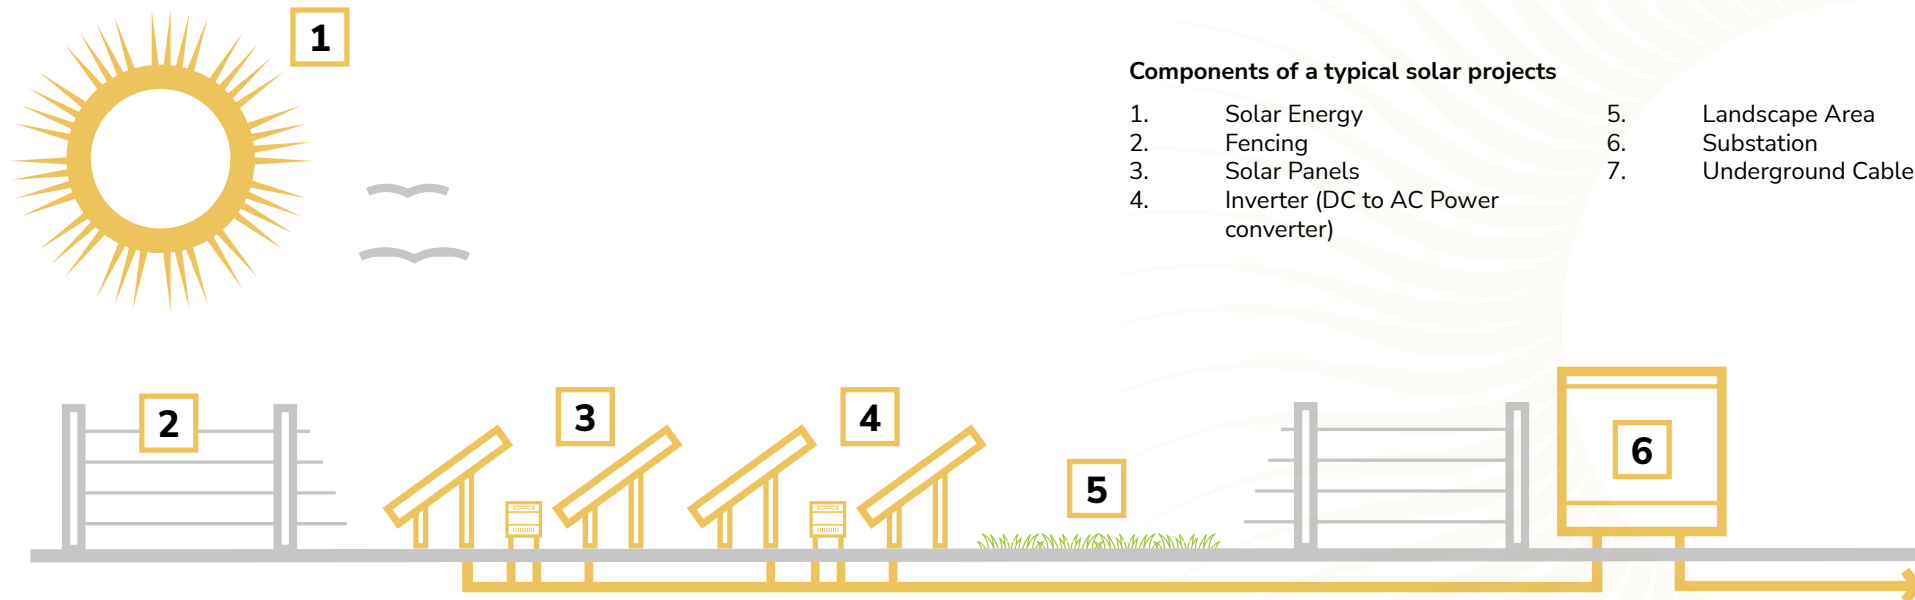 1
Components of a typical solar projects
1. Solar Energy
2. Fencing
3. Solar Panels
4. Inverter (DC to AC Power
converter)
5. Landscape Area
6. Substation
7. Underground Cable
2
3
4
5
6